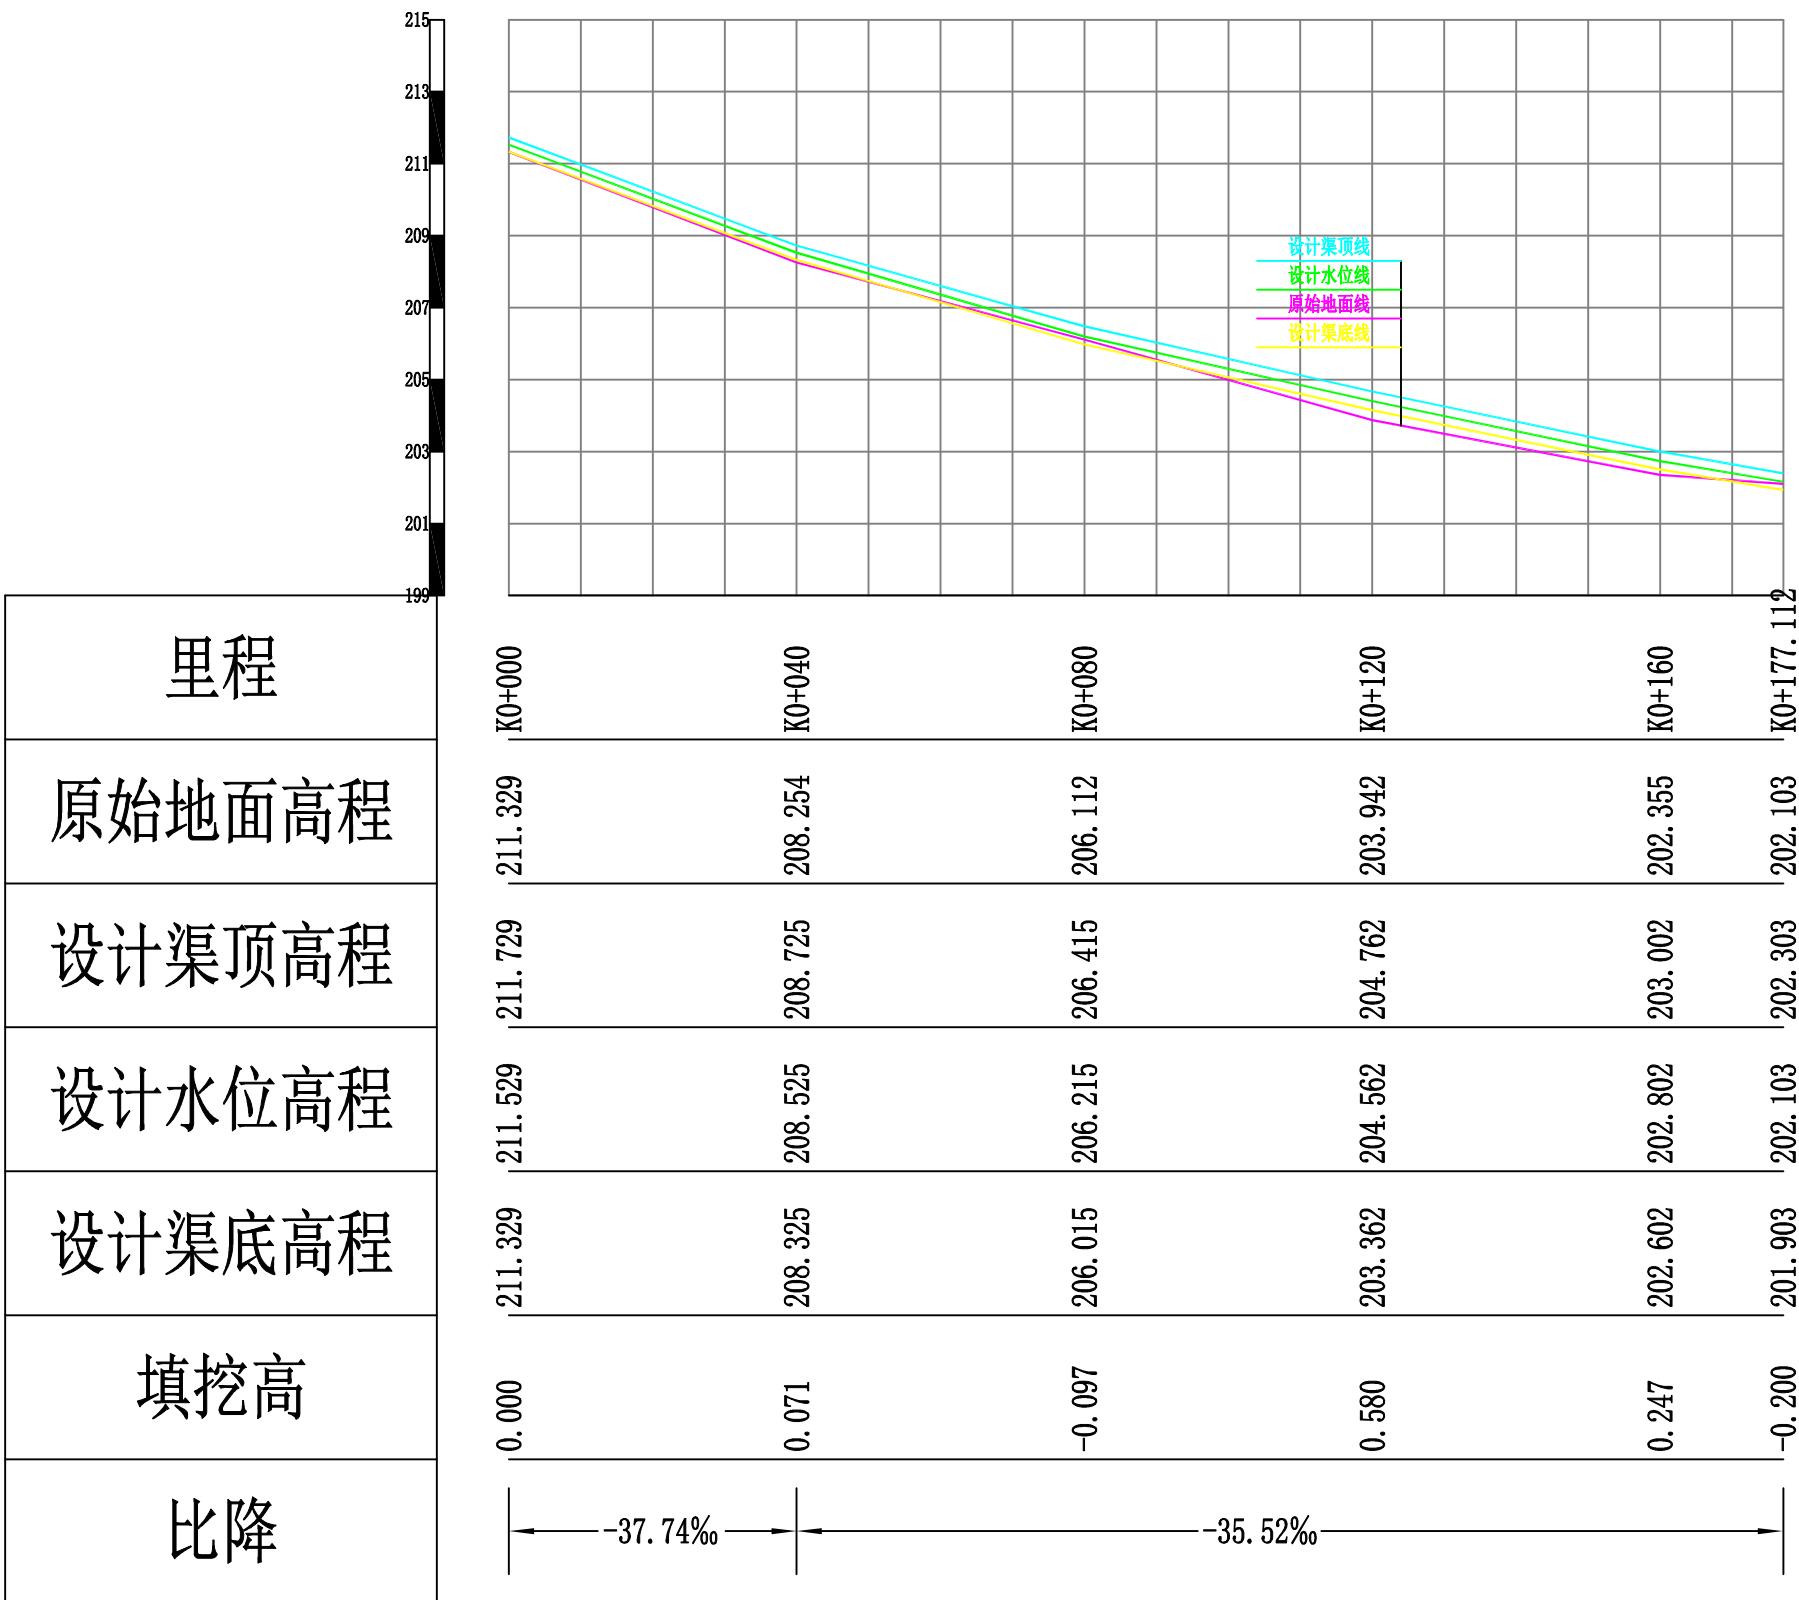 215
213
211
209
207
205
203
201
199
设计渠顶线
设计水位线
原始地面线
设计渠底线
里程 K0+000 K0+040 K0+080 K0+120 K0+160 K0+177.112
原始地面高程 211.329 208.254 206.112 203.942 202.355 202.103
设计渠顶高程 211.729 208.725 206.415 204.762 203.002 202.303
设计水位高程 211.529 208.525 206.215 204.562 202.802 202.103
设计渠底高程 211.329 208.325 206.015 203.362 202.602 201.903
填挖高 0.000 0.071 -0.097 0.580 0.247 -0.200
比降 -37.74‰ -35.52‰